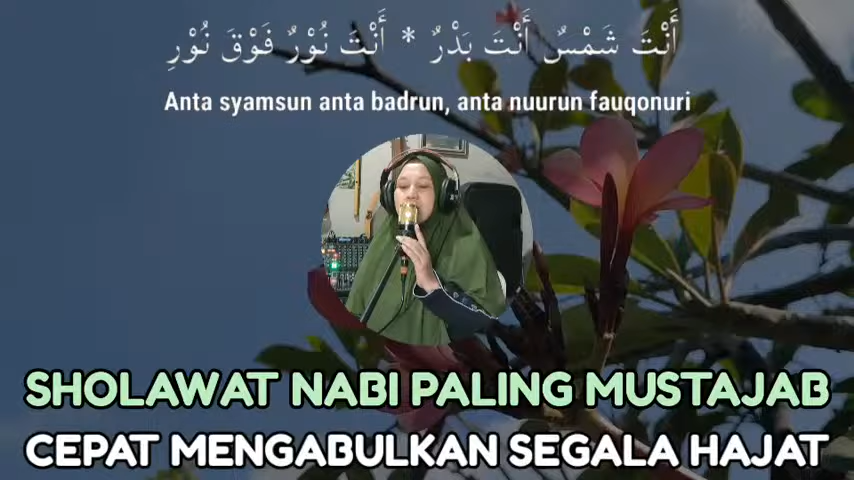 أَنْتَ شَمْسٌ أَنْتَ بَدْرٌ * أَنْتَ نُوْرٌ فَوْقَ نُوْرِ
Anta syamsun anta badrun, anta nuurun fauqonuri
SHOLAWAT NABI PALING MUSTAJAB
CEPAT MENGABULKAN SEGALA HAJAT